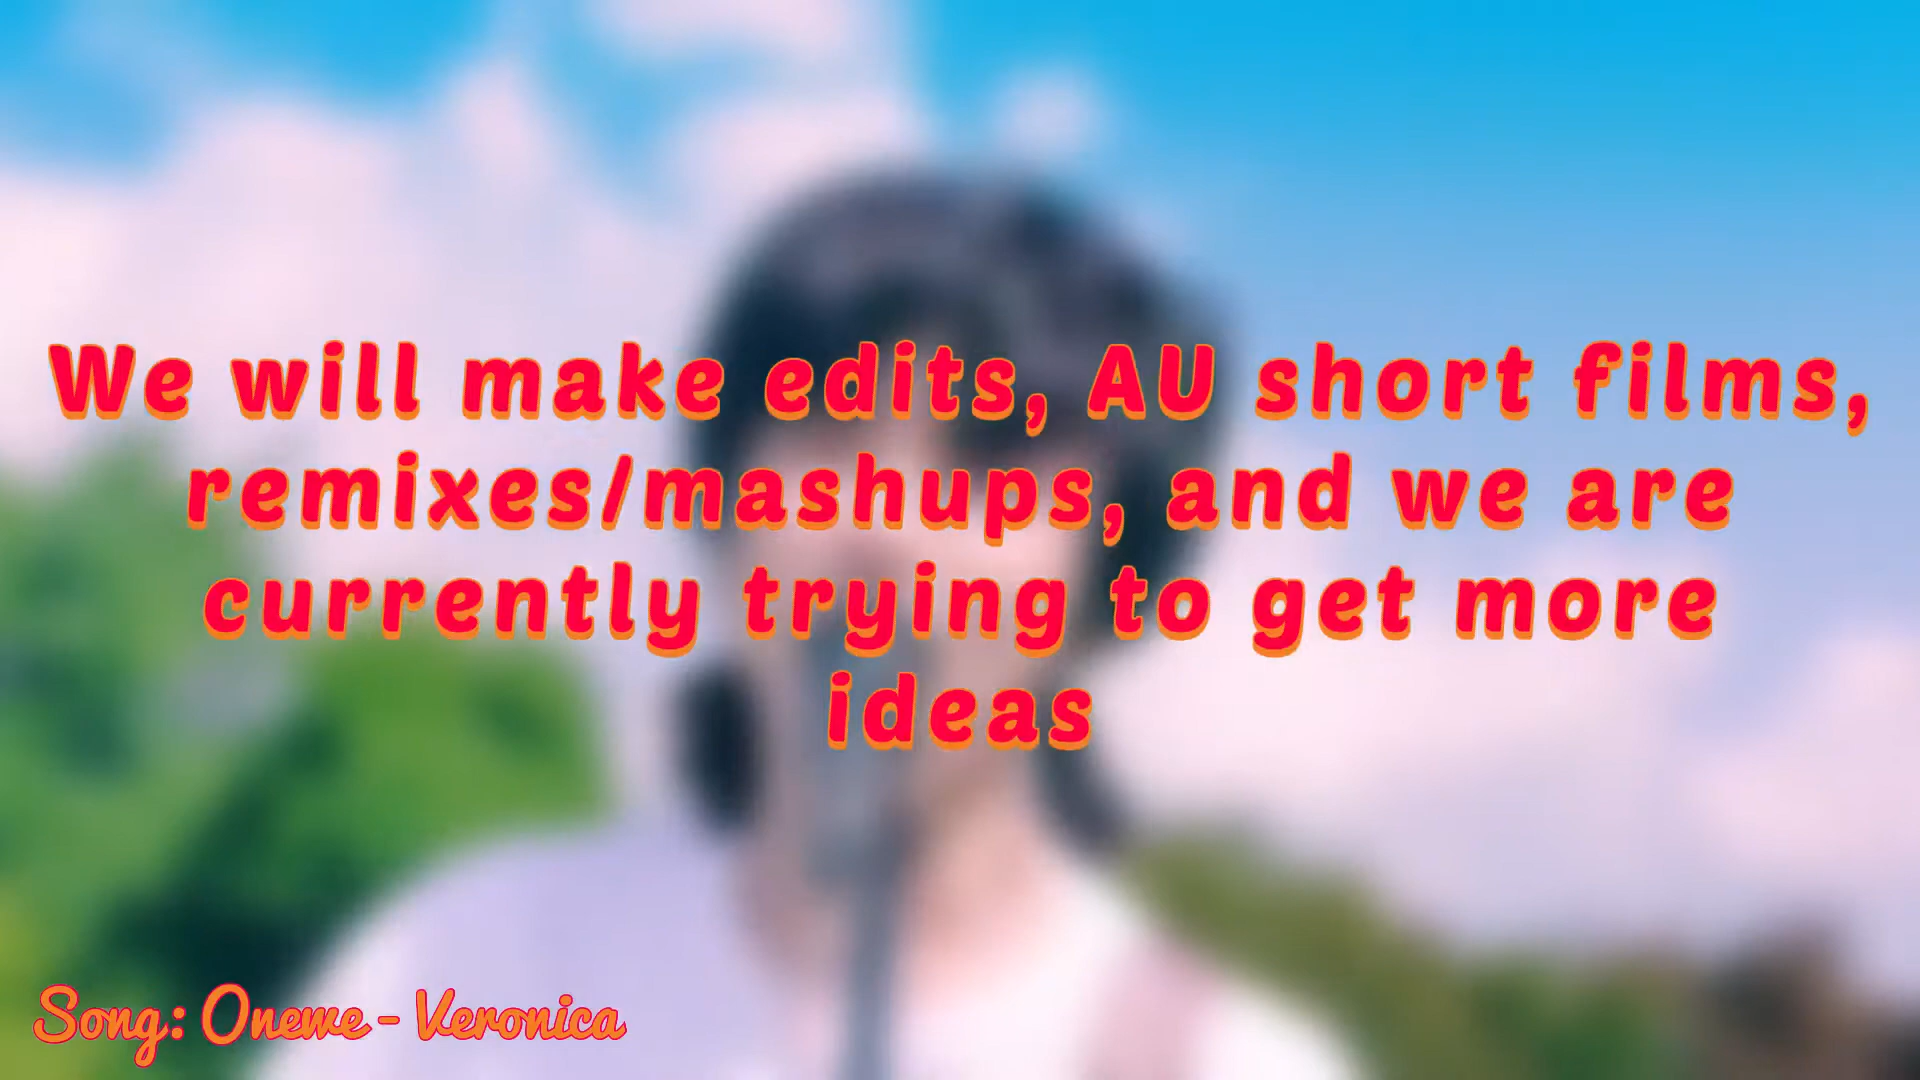 We will make edits, AU short films,
remixes/mashups, and we are
currently trying to get more
ideas
Song: Onewe - Veronica